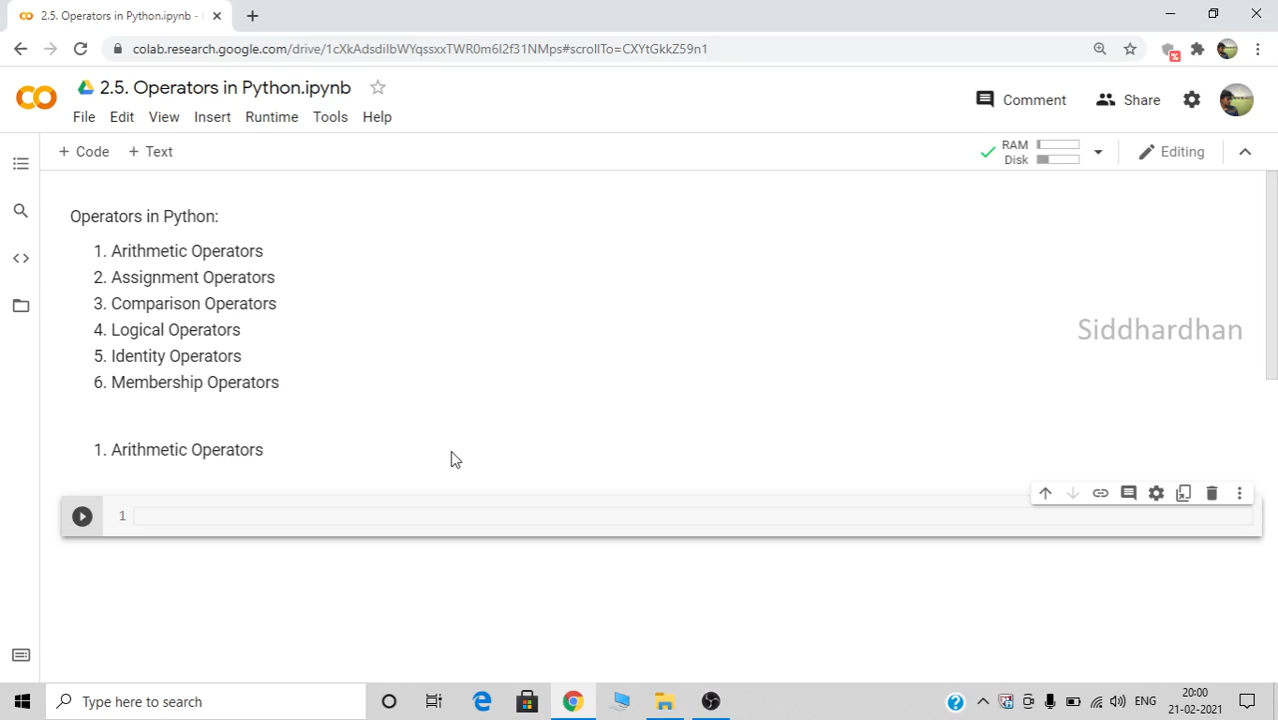 2.5. Operators in Python.ipynb -
colab.research.google.com/drive/1cXkAdsdiIbWYqssxxTWR0m6I2f31NMps#scrollTo=CXYtGkkZ59n1
2.5. Operators in Python.ipynb
Comment
Share
File Edit View Insert Runtime Tools Help
+ Code + Text
RAM
Disk
Editing
Operators in Python:
1. Arithmetic Operators
2. Assignment Operators
3. Comparison Operators
4. Logical Operators
5. Identity Operators
6. Membership Operators
Siddhardhan
1. Arithmetic Operators
1
Type here to search
ENG
20:00
21-02-2021